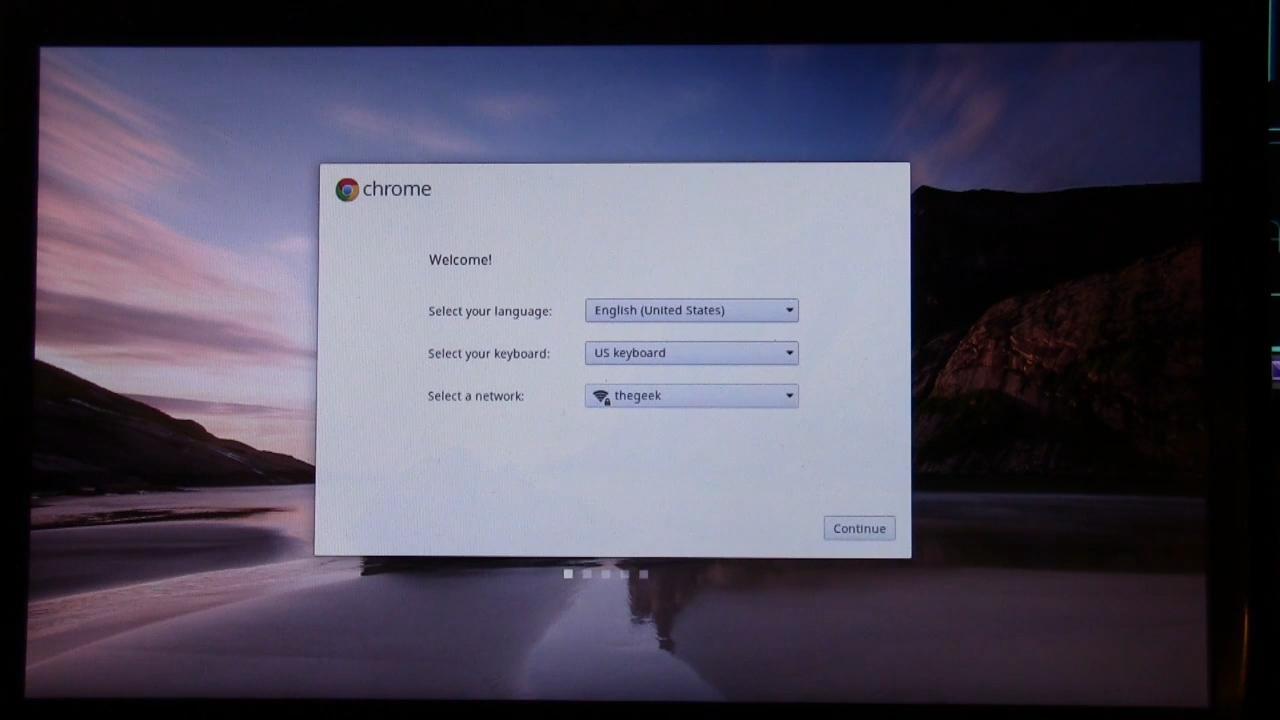 chrome
Welcome!
Select your language: English (United States)
Select your keyboard: US keyboard
Select a network: thegeek
Continue